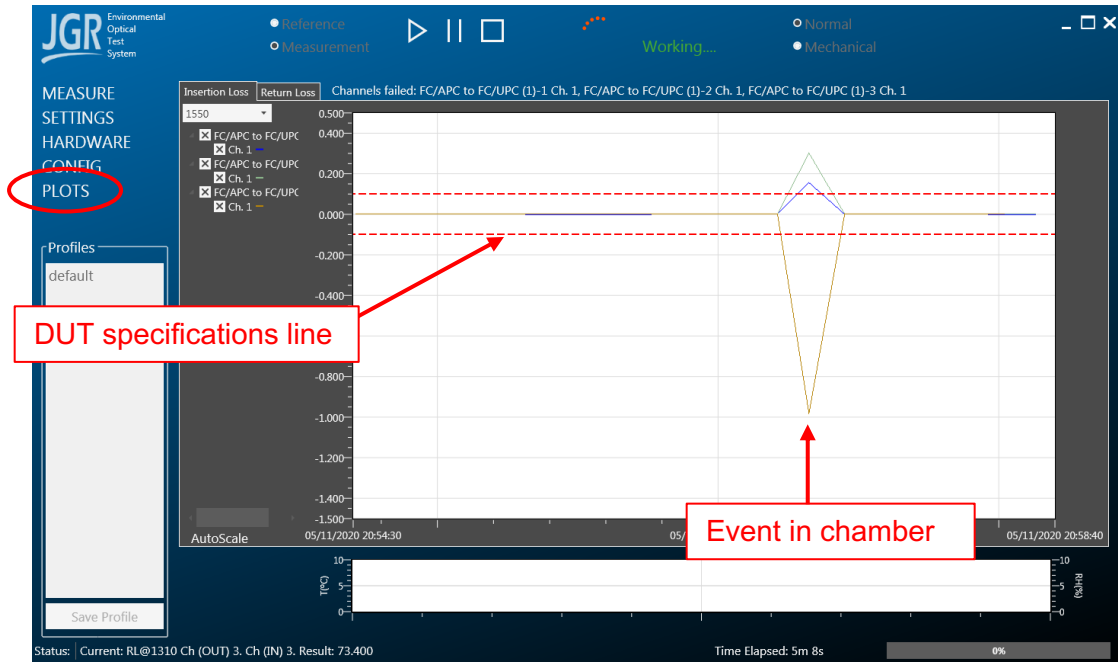 JGR
Environmental
Optical
Test
System
Reference
Measurement
Working....
Normal
Mechanical
MEASURE
SETTINGS
HARDWARE
CONFIG
PLOTS
Profiles
default
Save Profile
Insertion Loss
Return Loss
Channels failed: FC/APC to FC/UPC (1)-1 Ch. 1, FC/APC to FC/UPC (1)-2 Ch. 1, FC/APC to FC/UPC (1)-3 Ch. 1
1550
FC/APC to FC/UPC
Ch. 1
FC/APC to FC/UPC
Ch. 1
FC/APC to FC/UPC
Ch. 1
AutoScale
0.500
0.400
0.200
0.000
-0.200
-0.400
-0.800
-1.000
-1.400
-1.500
DUT specifications line
Event in chamber
05/11/2020 20:54:30
05/
05/11/2020 20:58:40
T(°C)
10
5
0
10
5
0
RH(%)
Status: Current: RL@1310 Ch (OUT) 3. Ch (IN) 3. Result: 73.400
Time Elapsed: 5m 8s
0%